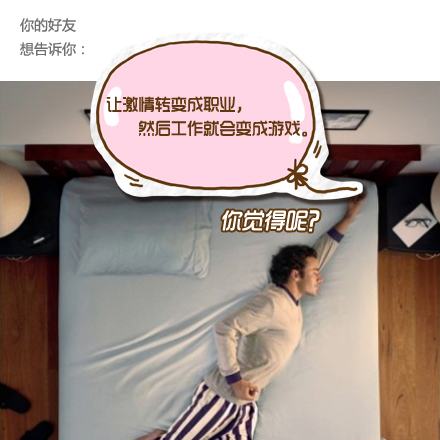 你的好友
想告诉你：
让激情转变成职业，
然后工作就会变成游戏。
你觉得呢?